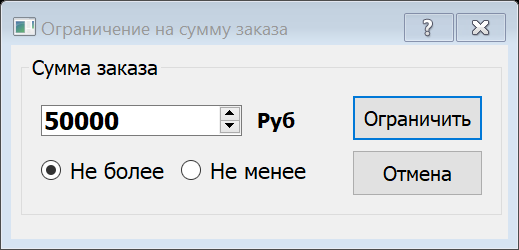 Ограничение на сумму заказа
Сумма заказа
50000 Руб Ограничить
Не более Не менее Отмена